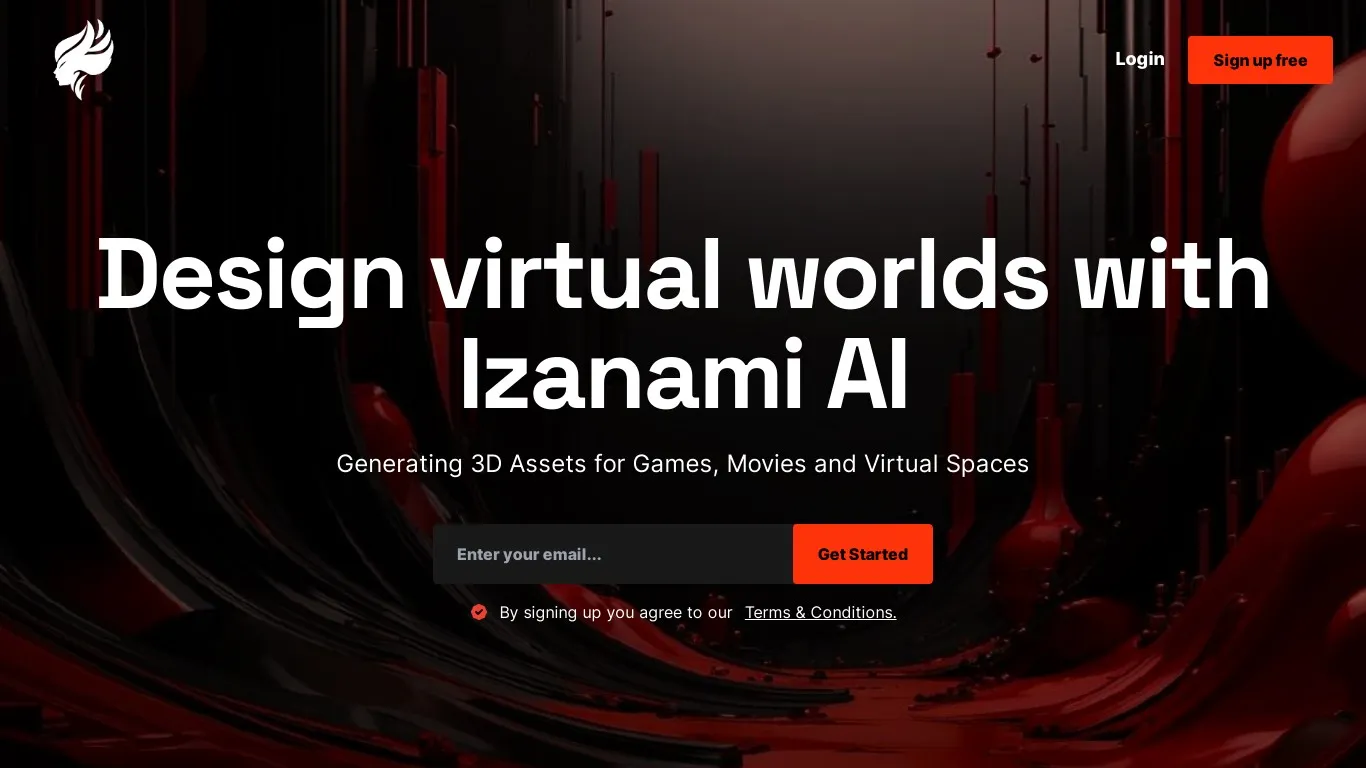 Login
Sign up free
Design virtual worlds with
Izanami AI
Generating 3D Assets for Games, Movies and Virtual Spaces
Enter your email...
Get Started
By signing up you agree to our Terms & Conditions.